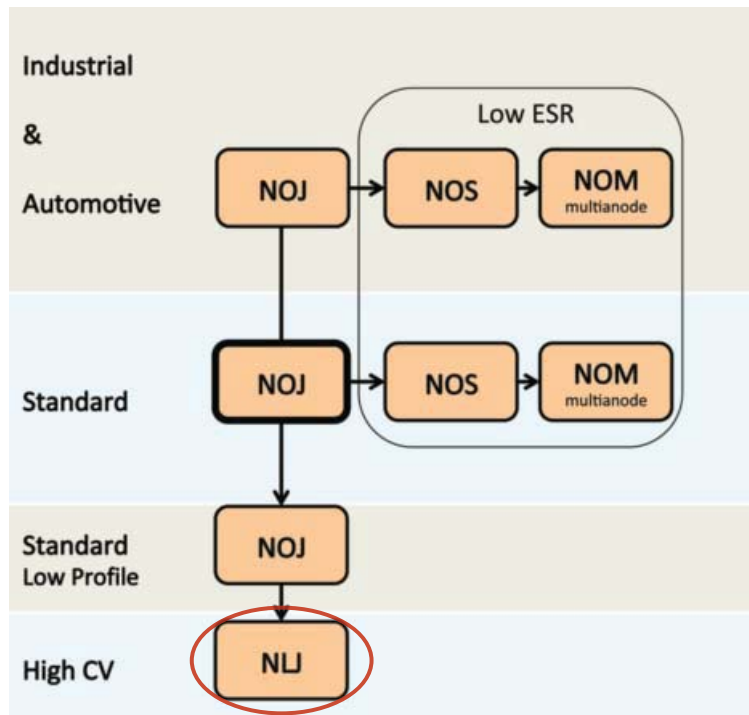 Industrial
&
Automotive
Low ESR
NOJ
NOS
NOM
multianode
Standard
NOJ
NOS
NOM
multianode
Standard
Low Profile
NOJ
High CV
NLJ